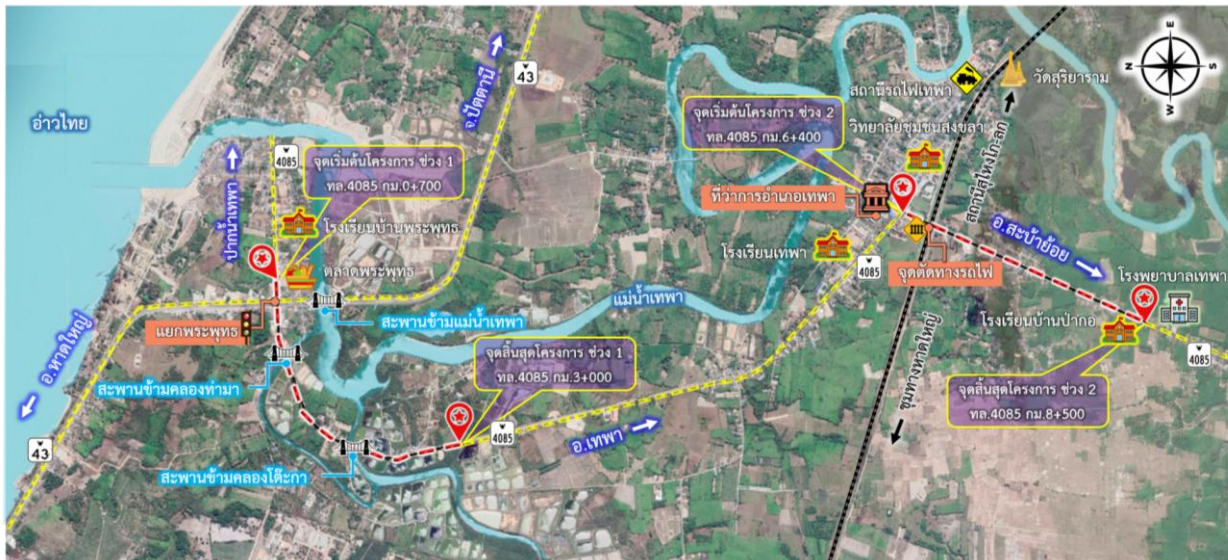 อ่าวไทย
ปากน้ำเทพา
4085
จ.ปัตตานี
43
จุดเริ่มต้นโครงการ ช่วง 1
ทล.4085 กม.0+700
โรงเรียนบ้านพระพุทธ
ตลาดพระพุทธ
แยกพระพุทธ
สะพานข้ามแม่น้ำเทพา
สะพานข้ามคลองทำมา
อ.หาดใหญ่
43
สะพานข้ามคลองโต๊ะกา
จุดสิ้นสุดโครงการ ช่วง 1
ทล.4085 กม.3+000
4085
อ.เทพา
แม่น้ำเทพา
จุดเริ่มต้นโครงการ ช่วง 2
ทล.4085 กม.6+400
ที่ว่าการอำเภอเทพา
โรงเรียนเทพา
4085
สถานีรถไฟเทพา
วิทยาลัยชุมชนสงขลา
วัดสุริยาราม
สถานีสุไหงโก-ลก
จุดตัดทางรถไฟ
ชุมทางหาดใหญ่
อ.สะบ้าย้อย
โรงพยาบาลเทพา
โรงเรียนบ้านป่ากอ
4085
จุดสิ้นสุดโครงการ ช่วง 2
ทล.4085 กม.8+500
N
E
S
W